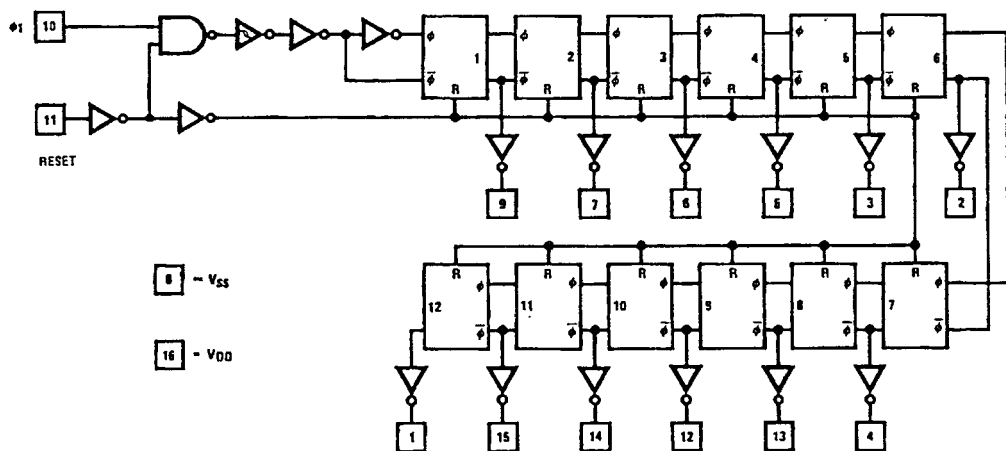 ϕ1 10
ϕ ϕ ϕ ϕ ϕ ϕ
1 2 3 4 5 6
ϕ̅ ϕ̅ ϕ̅ ϕ̅ ϕ̅ ϕ̅
R R R R R R
11
RESET
9 7 6 5 3 2
R R R R R R
8 – VSS
ϕ ϕ ϕ ϕ ϕ ϕ
12 11 10 9 8 7
ϕ̅ ϕ̅ ϕ̅ ϕ̅ ϕ̅ ϕ̅
16 = VDD
1 15 14 12 13 4